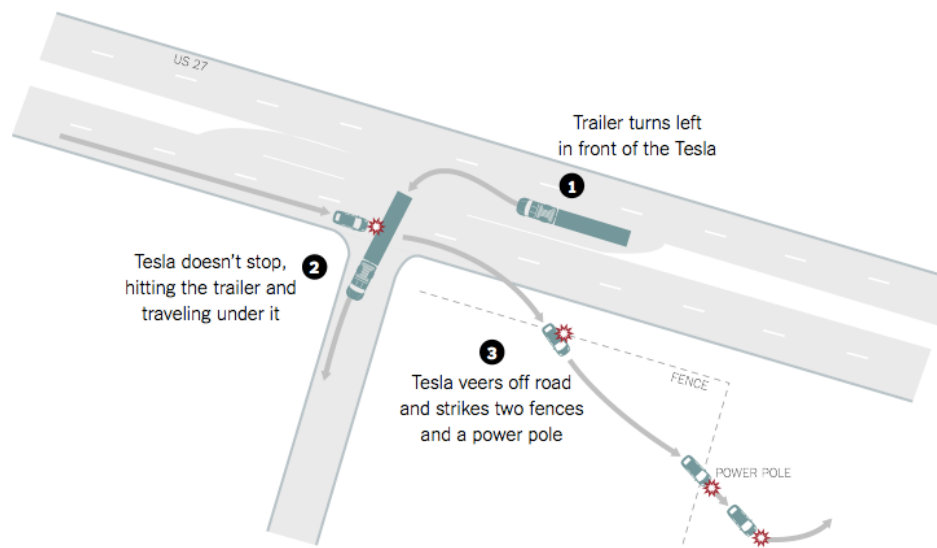 US 27
Trailer turns left
in front of the Tesla
1
Tesla doesn't stop,
hitting the trailer and
traveling under it
2
3
Tesla veers off road
and strikes two fences
and a power pole
FENCE
POWER POLE